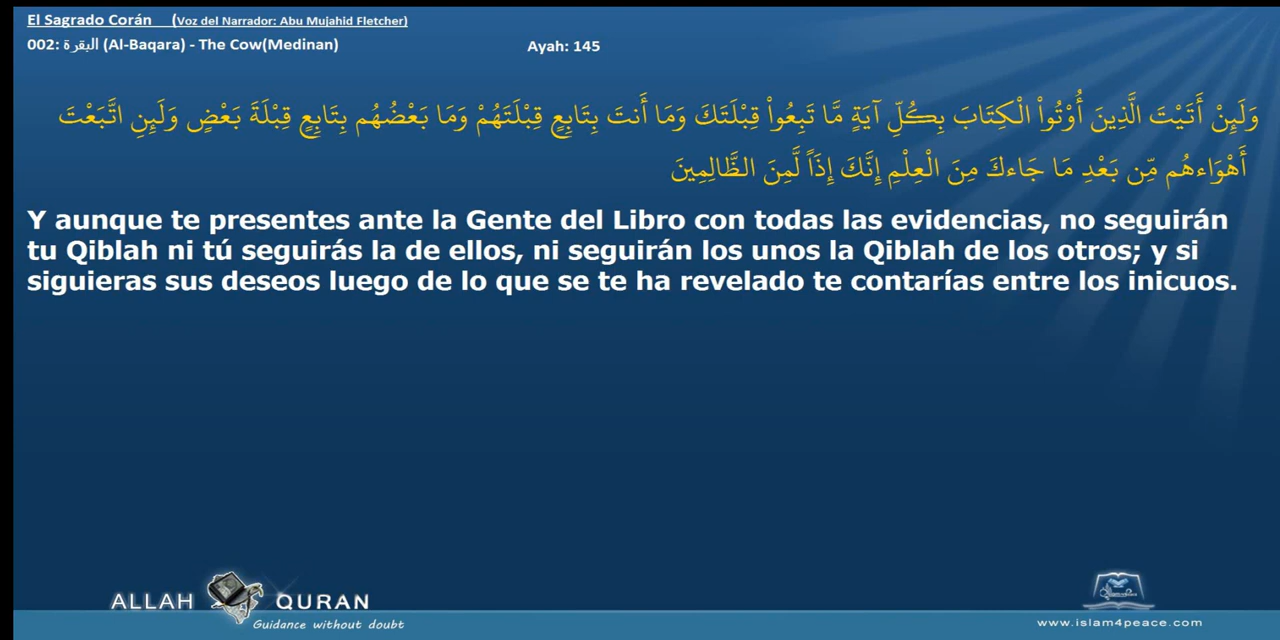 El Sagrado Corán (Voz del Narrador: Abu Mujahid Fletcher)
002: البقرة (Al-Baqara) - The Cow(Medinan) Ayah: 145
وَلَئِنْ أَتَيْتَ الَّذِينَ أُوْتُواْ الْكِتَابَ بِكُلِّ آيَةٍ مَّا تَبِعُواْ قِبْلَتَكَ وَمَا أَنتَ بِتَابِعٍ قِبْلَتَهُمْ وَمَا بَعْضُهُم بِتَابِعٍ قِبْلَةَ بَعْضٍ وَلَئِنِ اتَّبَعْتَ
أَهْوَاءهُم مِّن بَعْدِ مَا جَاءكَ مِنَ الْعِلْمِ إِنَّكَ إِذَاً لَّمِنَ الظَّالِمِينَ
Y aunque te presentes ante la Gente del Libro con todas las evidencias, no seguirán
tu Qiblah ni tú seguirás la de ellos, ni seguirán los unos la Qiblah de los otros; y si
siguieras sus deseos luego de lo que se te ha revelado te contarías entre los inicuos.
ALLAH QURAN
Guidance without doubt
www.islam4peace.com